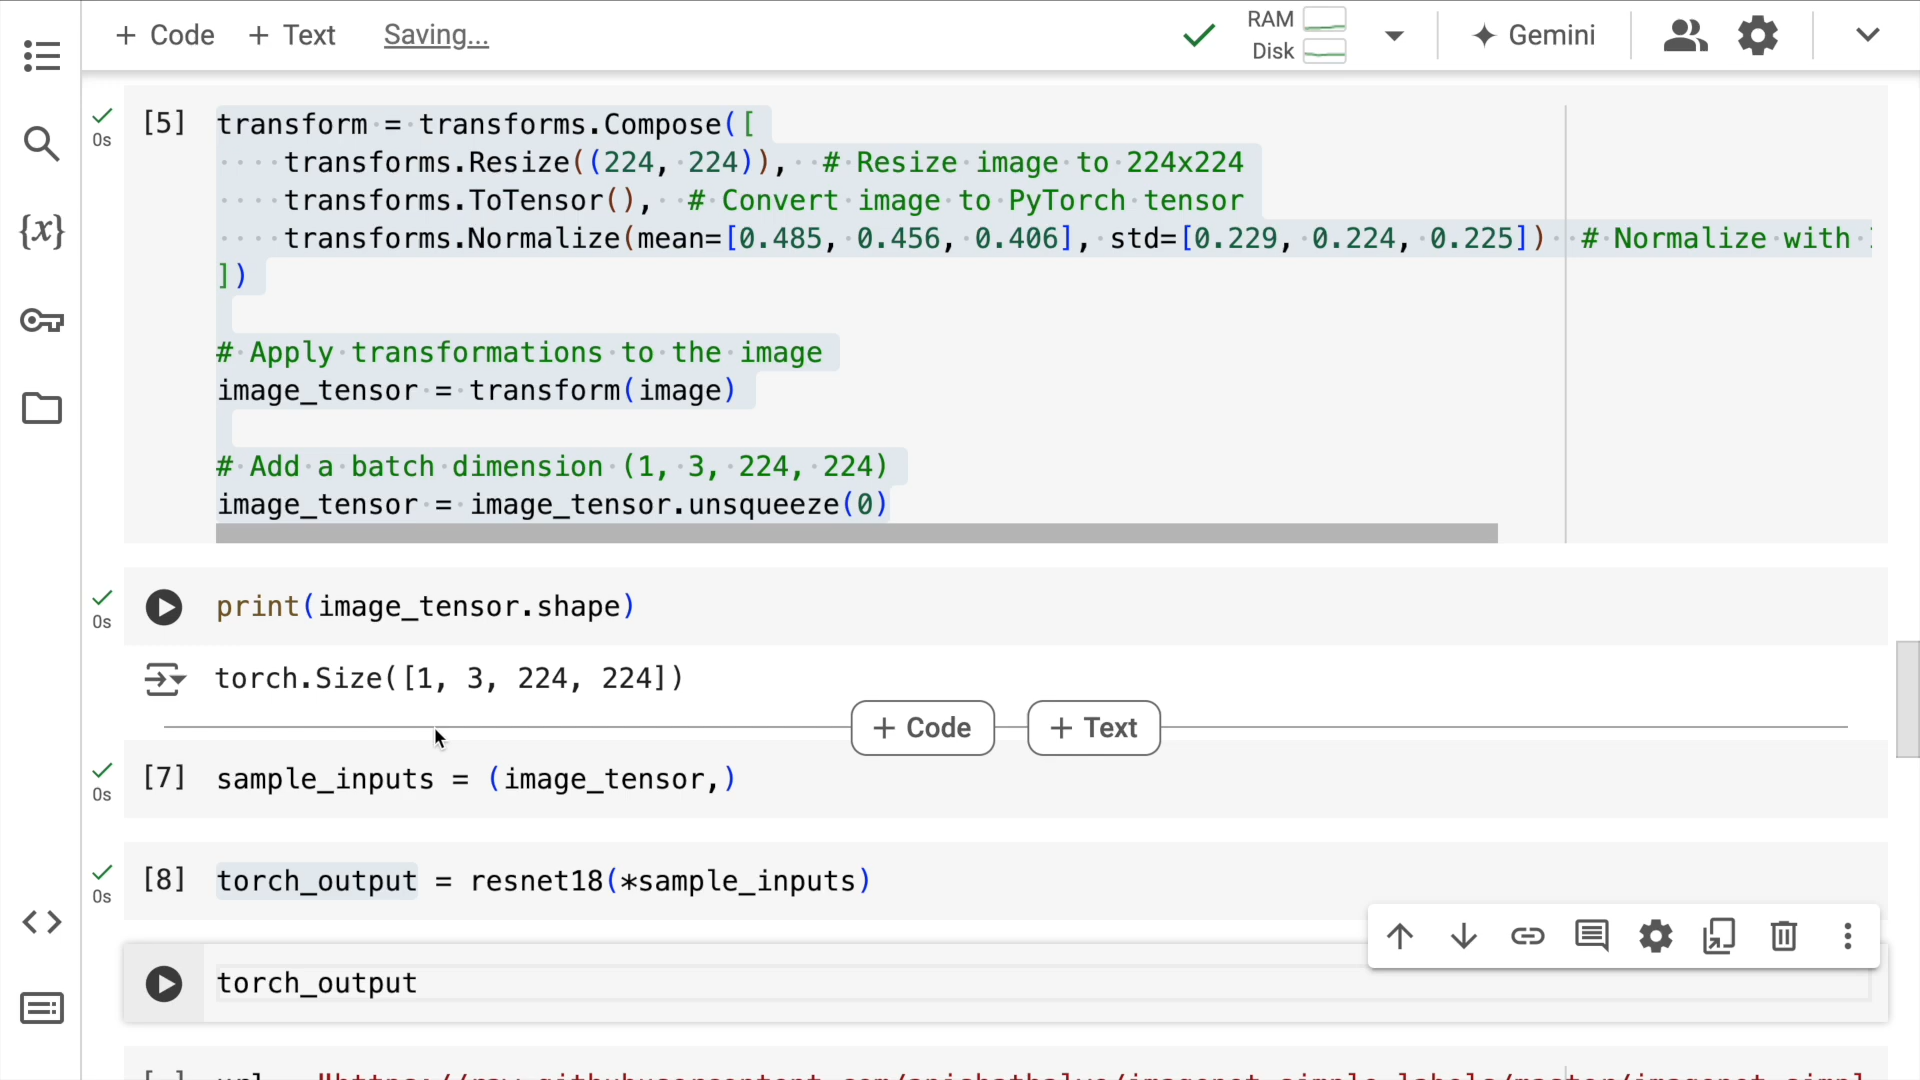 + Code + Text Saving...
RAM
Disk
Gemini
{x}
0s
[5]
transform = transforms.Compose([
transforms.Resize((224, 224)), # Resize image to 224x224
transforms.ToTensor(), # Convert image to PyTorch tensor
transforms.Normalize(mean=[0.485, 0.456, 0.406], std=[0.229, 0.224, 0.225]) # Normalize with
])
# Apply transformations to the image
image_tensor = transform(image)
# Add a batch dimension (1, 3, 224, 224)
image_tensor = image_tensor.unsqueeze(0)
0s
print(image_tensor.shape)
torch.Size([1, 3, 224, 224])
+ Code + Text
0s
[7] sample_inputs = (image_tensor,)
0s
[8] torch_output = resnet18(*sample_inputs)
torch_output